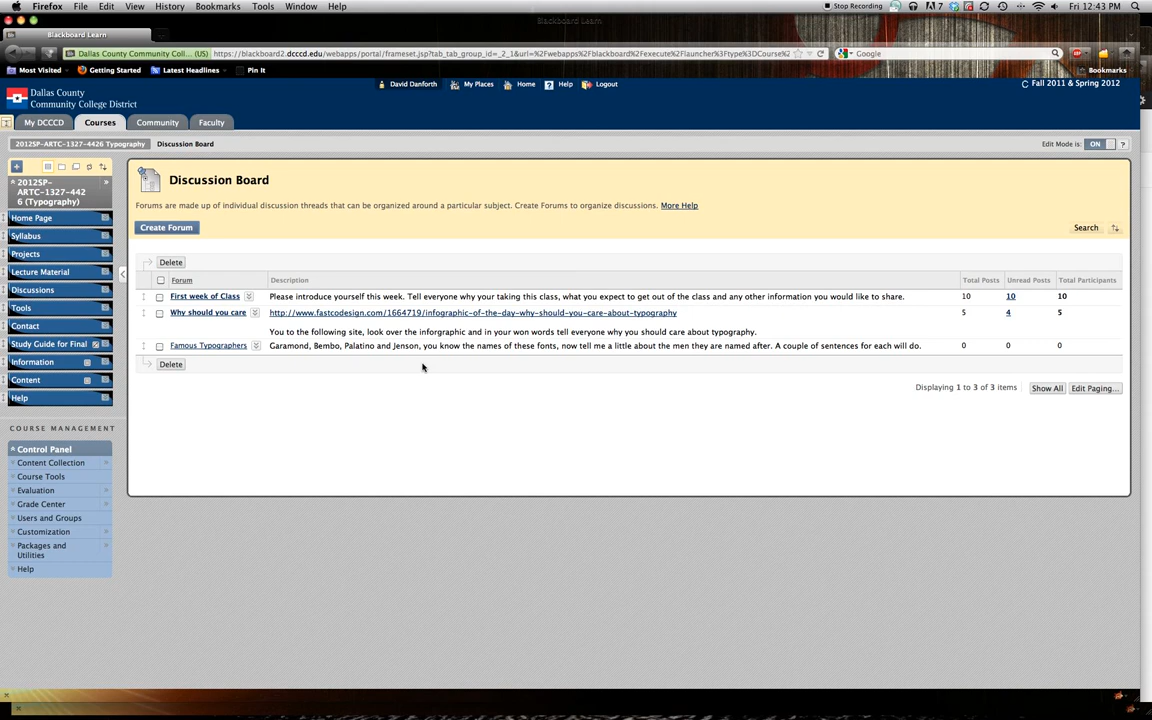 Firefox File Edit View History Bookmarks Tools Window Help Stop Recording 7 Fri 12:43 PM
Blackboard Learn
Blackboard Learn
Dallas County Community Coll... (US) https://blackboard2.dcccd.edu/webapps/portal/frameset.jsp?tab_tab_group_id=_2_1&url=%2Fwebapps%2Fblackboard%2Fexecute%2Flauncher%3Ftype%3DCourse% Google
Most Visited Getting Started Latest Headlines Pin It Bookmarks
David Danforth My Places Home Help Logout Fall 2011 & Spring 2012
Dallas County
Community College District
My DCCCD Courses Community Faculty
2012SP-ARTC-1327-4426 Typography Discussion Board Edit Mode is: ON ?
2012SP-
ARTC-1327-442
6 (Typography)
Home Page
Syllabus
Projects
Lecture Material
Discussions
Tools
Contact
Study Guide for Final
Information
Content
Help
COURSE MANAGEMENT
Control Panel
Content Collection
Course Tools
Evaluation
Grade Center
Users and Groups
Customization
Packages and
Utilities
Help
Discussion Board
Forums are made up of individual discussion threads that can be organized around a particular subject. Create Forums to organize discussions. More Help
Create Forum Search
Delete
Forum Description Total Posts Unread Posts Total Participants
First week of Class Please introduce yourself this week. Tell everyone why your taking this class, what you expect to get out of the class and any other information you would like to share. 10 10 10
Why should you care http://www.fastcodesign.com/1664719/infographic-of-the-day-why-should-you-care-about-typography 5 4 5
You to the following site, look over the inforgraphic and in your won words tell everyone why you should care about typography.
Famous Typographers Garamond, Bembo, Palatino and Jenson, you know the names of these fonts, now tell me a little about the men they are named after. A couple of sentences for each will do. 0 0 0
Delete
Displaying 1 to 3 of 3 items Show All Edit Paging...